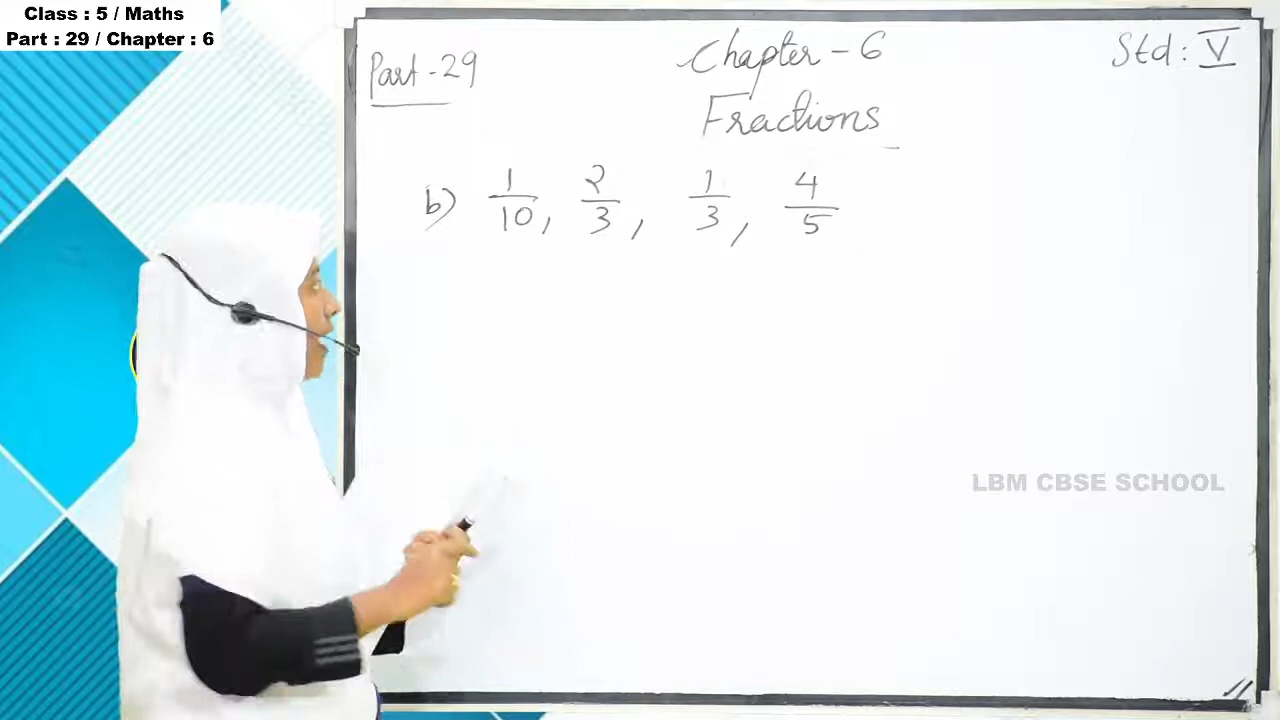 Class : 5 / Maths
Part : 29 / Chapter : 6
Part - 29
Chapter - 6
Std : V
Fractions
b) 1/10, 2/3, 1/3, 4/5
LBM CBSE SCHOOL